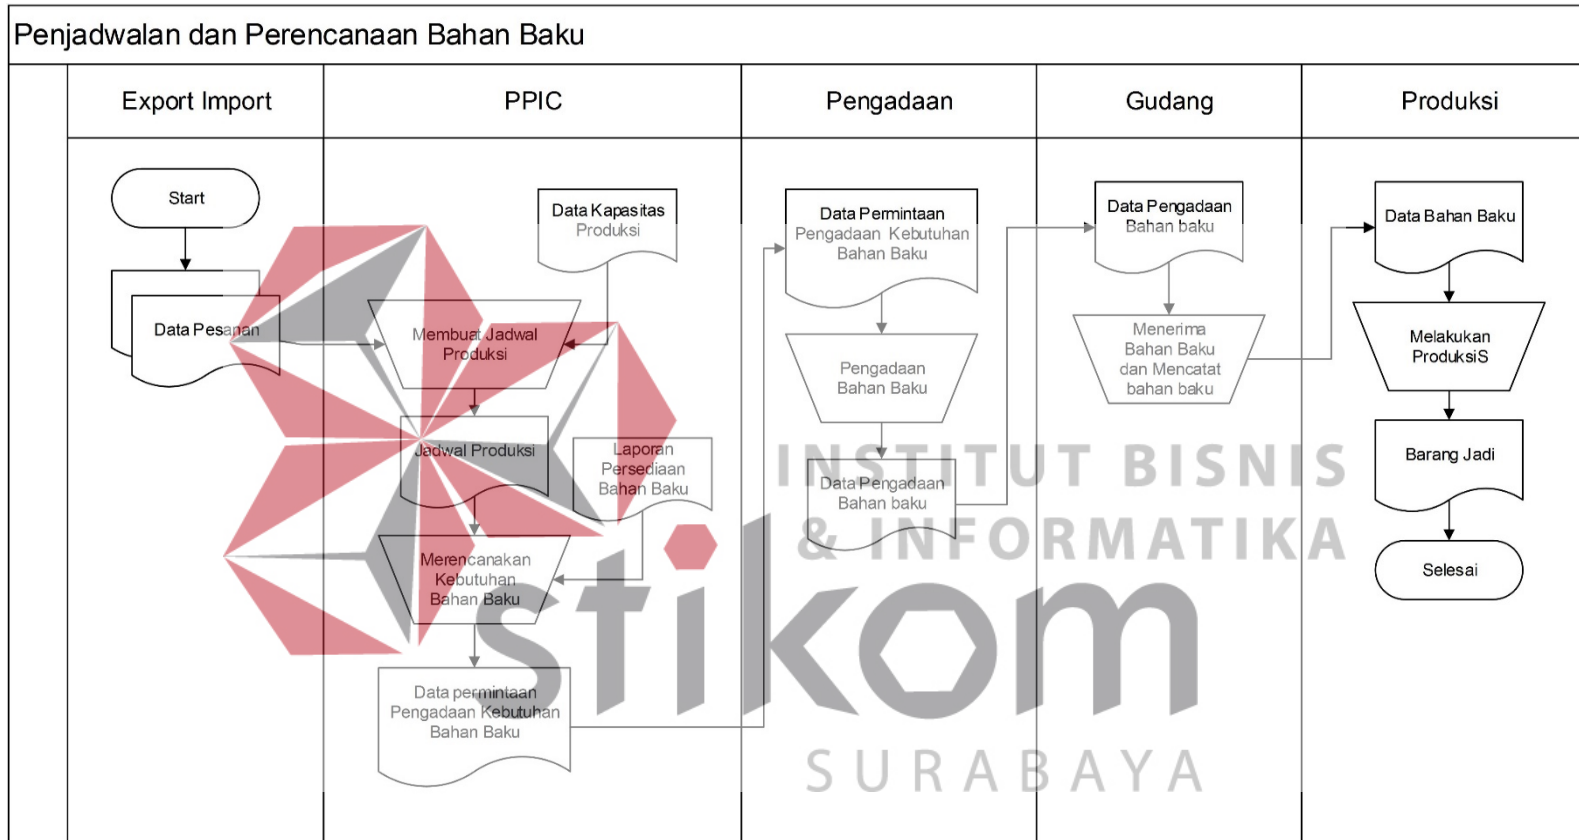 Penjadwalan dan Perencanaan Bahan Baku
Export Import
PPIC
Pengadaan
Gudang
Produksi
Start
Data Pesanan
Data Kapasitas
Produksi
Membuat Jadwal
Produksi
Jadwal Produksi
Laporan
Persediaan
Bahan Baku
Merencanakan
Kebutuhan
Bahan Baku
Data permintaan
Pengadaan Kebutuhan
Bahan Baku
Data Permintaan
Pengadaan Kebutuhan
Bahan Baku
Pengadaan
Bahan Baku
Data Pengadaan
Bahan baku
Data Pengadaan
Bahan baku
Menerima
Bahan Baku
dan Mencatat
bahan baku
Data Bahan Baku
Melakukan
ProduksiS
Barang Jadi
Selesai
INSTITUT BISNIS
& INFORMATIKA
stikom
SURABAYA